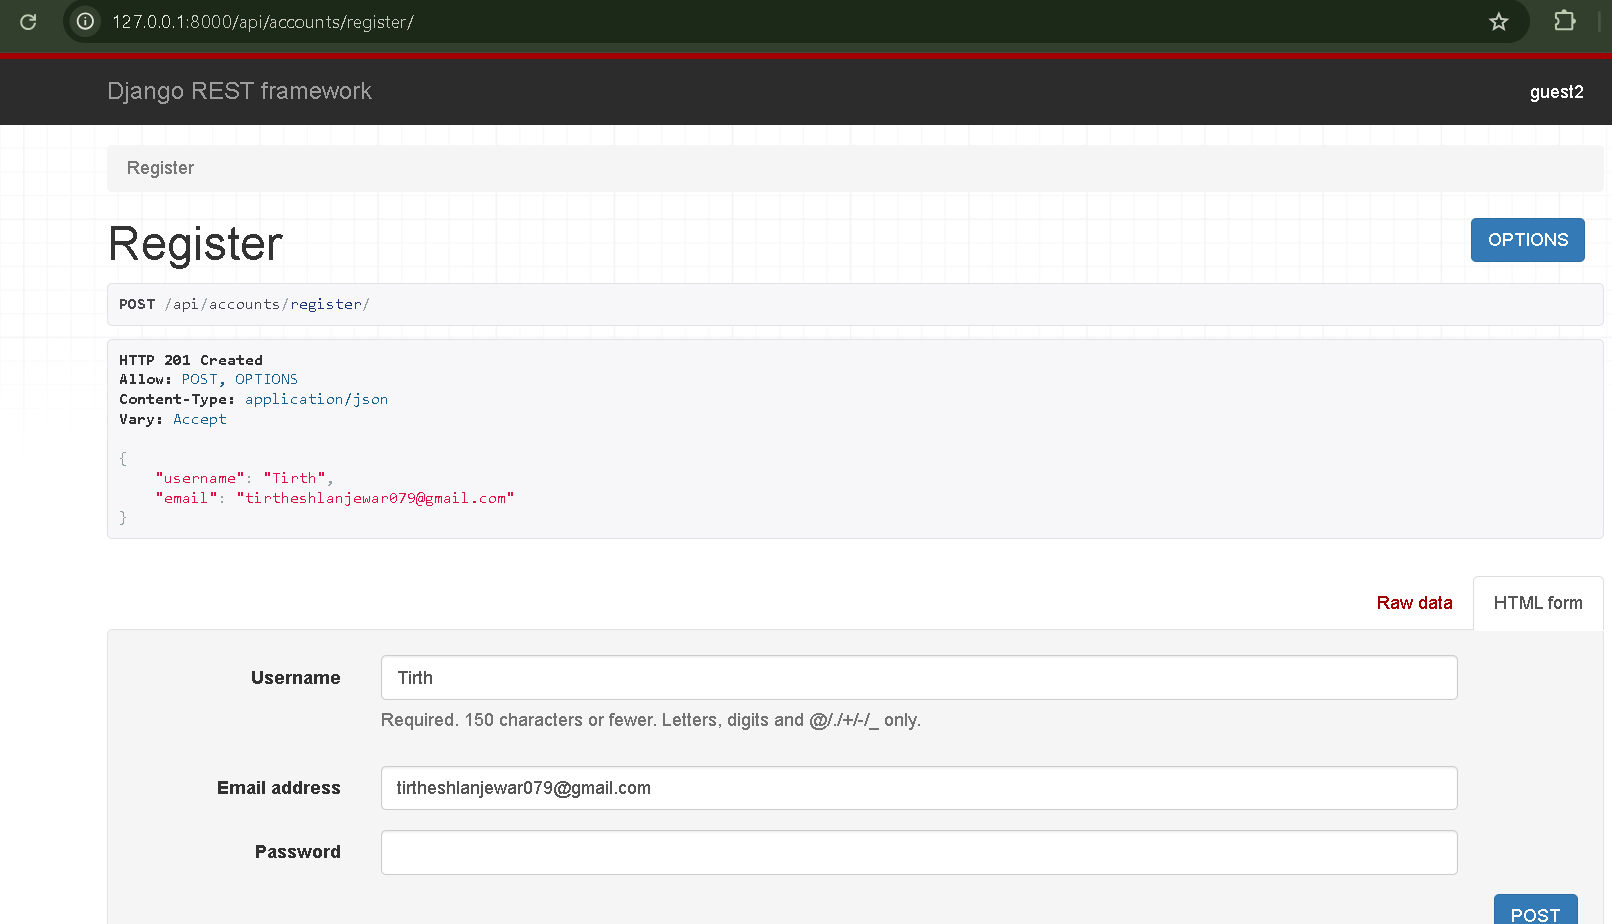 127.0.0.1:8000/api/accounts/register/
Django REST framework
guest2
Register
Register
OPTIONS
POST /api/accounts/register/
HTTP 201 Created
Allow: POST, OPTIONS
Content-Type: application/json
Vary: Accept
{
    "username": "Tirth",
    "email": "tirtheshlanjewar079@gmail.com"
}
Raw data
HTML form
Username
Tirth
Required. 150 characters or fewer. Letters, digits and @/./+/-/_ only.
Email address
tirtheshlanjewar079@gmail.com
Password
POST